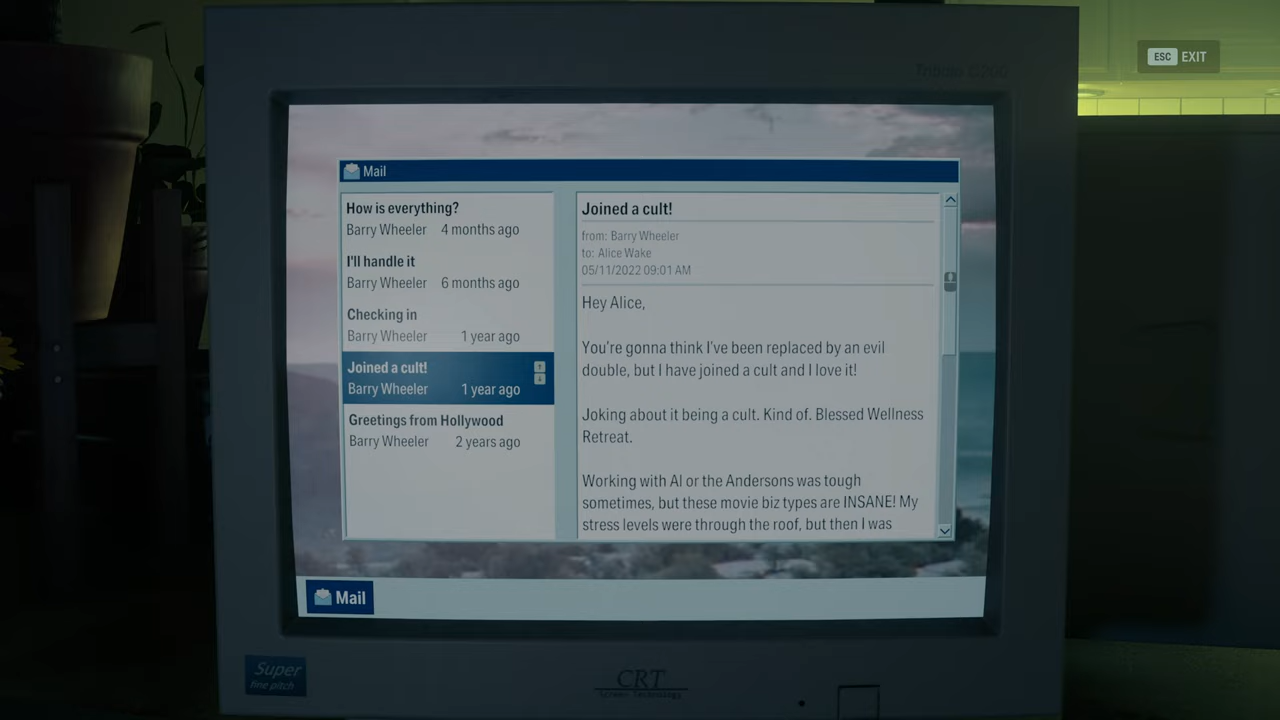 ESC EXIT
Mail
How is everything?
Barry Wheeler 4 months ago
I'll handle it
Barry Wheeler 6 months ago
Checking in
Barry Wheeler 1 year ago
Joined a cult!
Barry Wheeler 1 year ago
Greetings from Hollywood
Barry Wheeler 2 years ago
Joined a cult!
from: Barry Wheeler
to: Alice Wake
05/11/2022 09:01 AM
Hey Alice,
You're gonna think I've been replaced by an evil
double, but I have joined a cult and I love it!
Joking about it being a cult. Kind of. Blessed Wellness
Retreat.
Working with Al or the Andersons was tough
sometimes, but these movie biz types are INSANE! My
stress levels were through the roof, but then I was
Mail
Super
fine pitch
CRT
Screen Technology